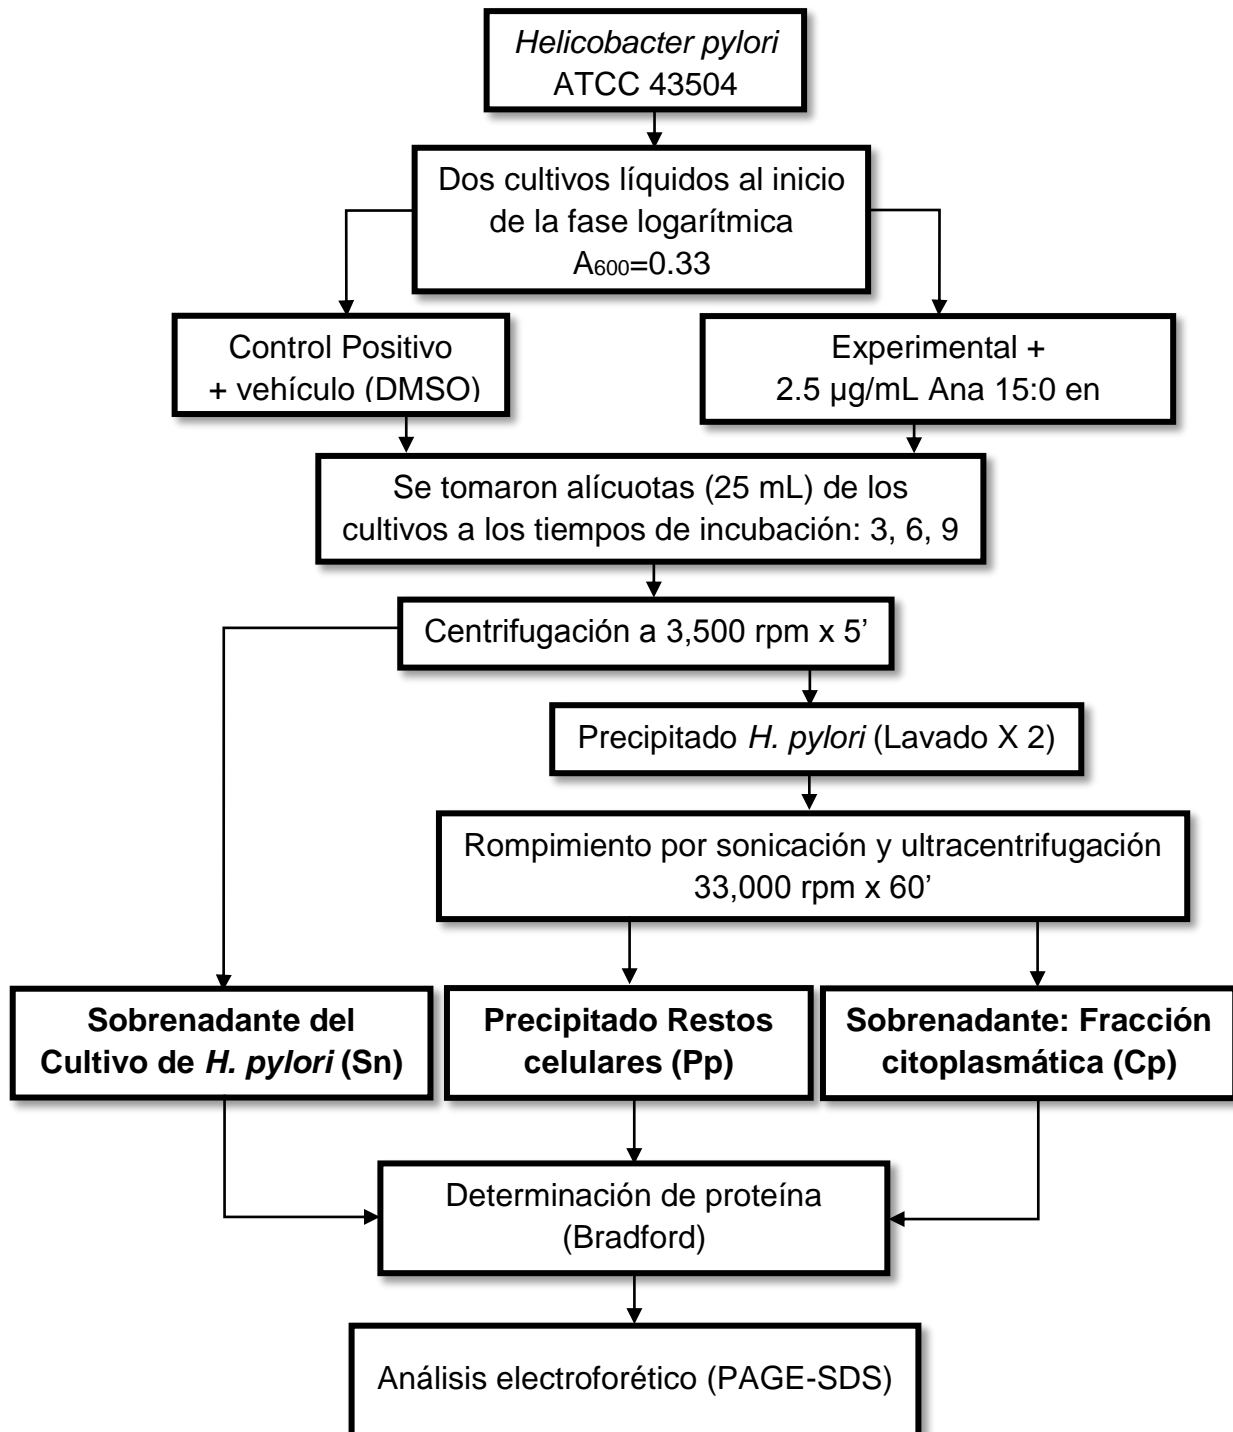 Helicobacter pylori
ATCC 43504
Dos cultivos líquidos al inicio
de la fase logarítmica
A600=0.33
Control Positivo
+ vehículo (DMSO)
Experimental +
2.5 µg/mL Ana 15:0 en
Se tomaron alícuotas (25 mL) de los
cultivos a los tiempos de incubación: 3, 6, 9
Centrifugación a 3,500 rpm x 5’
Precipitado H. pylori (Lavado X 2)
Rompimiento por sonicación y ultracentrifugación
33,000 rpm x 60’
Sobrenadante del
Cultivo de H. pylori (Sn)
Precipitado Restos
celulares (Pp)
Sobrenadante: Fracción
citoplasmática (Cp)
Determinación de proteína
(Bradford)
Análisis electroforético (PAGE-SDS)